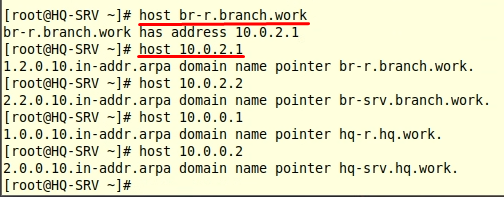 [root@HQ-SRV ~]# host br-r.branch.work
br-r.branch.work has address 10.0.2.1
[root@HQ-SRV ~]# host 10.0.2.1
1.2.0.10.in-addr.arpa domain name pointer br-r.branch.work.
[root@HQ-SRV ~]# host 10.0.2.2
2.2.0.10.in-addr.arpa domain name pointer br-srv.branch.work.
[root@HQ-SRV ~]# host 10.0.0.1
1.0.0.10.in-addr.arpa domain name pointer hq-r.hq.work.
[root@HQ-SRV ~]# host 10.0.0.2
2.0.0.10.in-addr.arpa domain name pointer hq-srv.hq.work.
[root@HQ-SRV ~]#